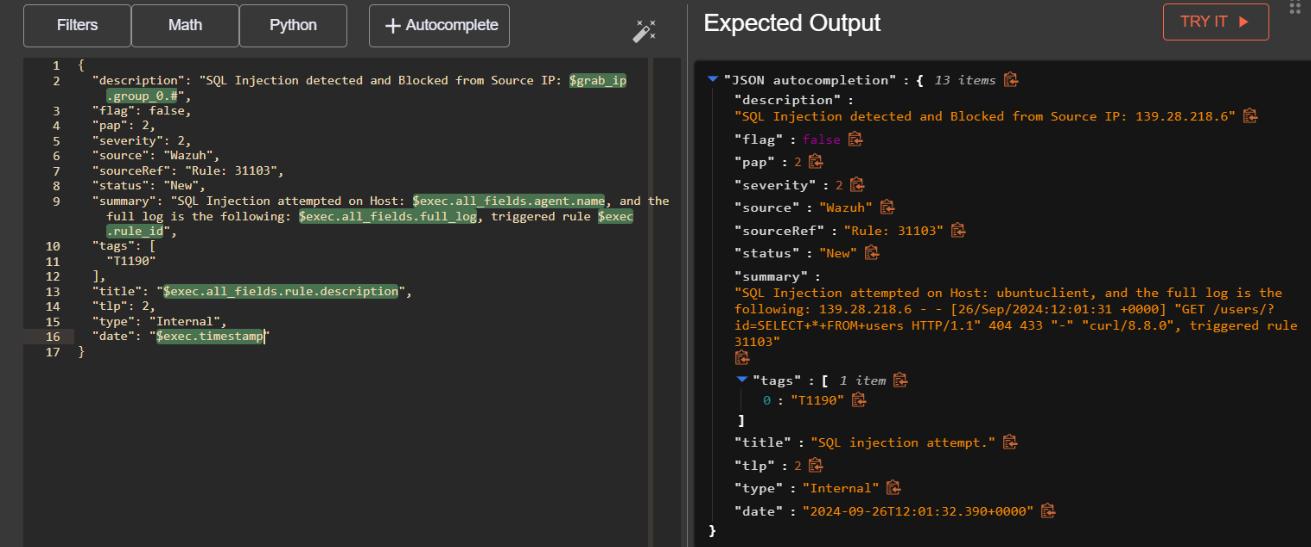 Filters
Math
Python
+ Autocomplete
1 {
2 "description": "SQL Injection detected and Blocked from Source IP: $grab_ip
.group_0.#",
3 "flag": false,
4 "pap": 2,
5 "severity": 2,
6 "source": "Wazuh",
7 "sourceRef": "Rule: 31103",
8 "status": "New",
9 "summary": "SQL Injection attempted on Host: $exec.all_fields.agent.name, and the
full log is the following: $exec.all_fields.full_log, triggered rule $exec
.rule_id",
10 "tags": [
11 "T1190"
12 ],
13 "title": "$exec.all_fields.rule.description",
14 "tlp": 2,
15 "type": "Internal",
16 "date": "$exec.timestamp"
17 }
Expected Output
TRY IT
"JSON autocompletion" : { 13 items
"description" :
"SQL Injection detected and Blocked from Source IP: 139.28.218.6"
"flag" : false
"pap" : 2
"severity" : 2
"source" : "Wazuh"
"sourceRef" : "Rule: 31103"
"status" : "New"
"summary" :
"SQL Injection attempted on Host: ubuntuclient, and the full log is the
following: 139.28.218.6 - - [26/Sep/2024:12:01:31 +0000] "GET /users/?
id=SELECT+*+FROM+users HTTP/1.1" 404 433 "-" "curl/8.8.0", triggered rule
31103"
"tags" : [ 1 item
0 : "T1190"
]
"title" : "SQL injection attempt."
"tlp" : 2
"type" : "Internal"
"date" : "2024-09-26T12:01:32.390+0000"
}